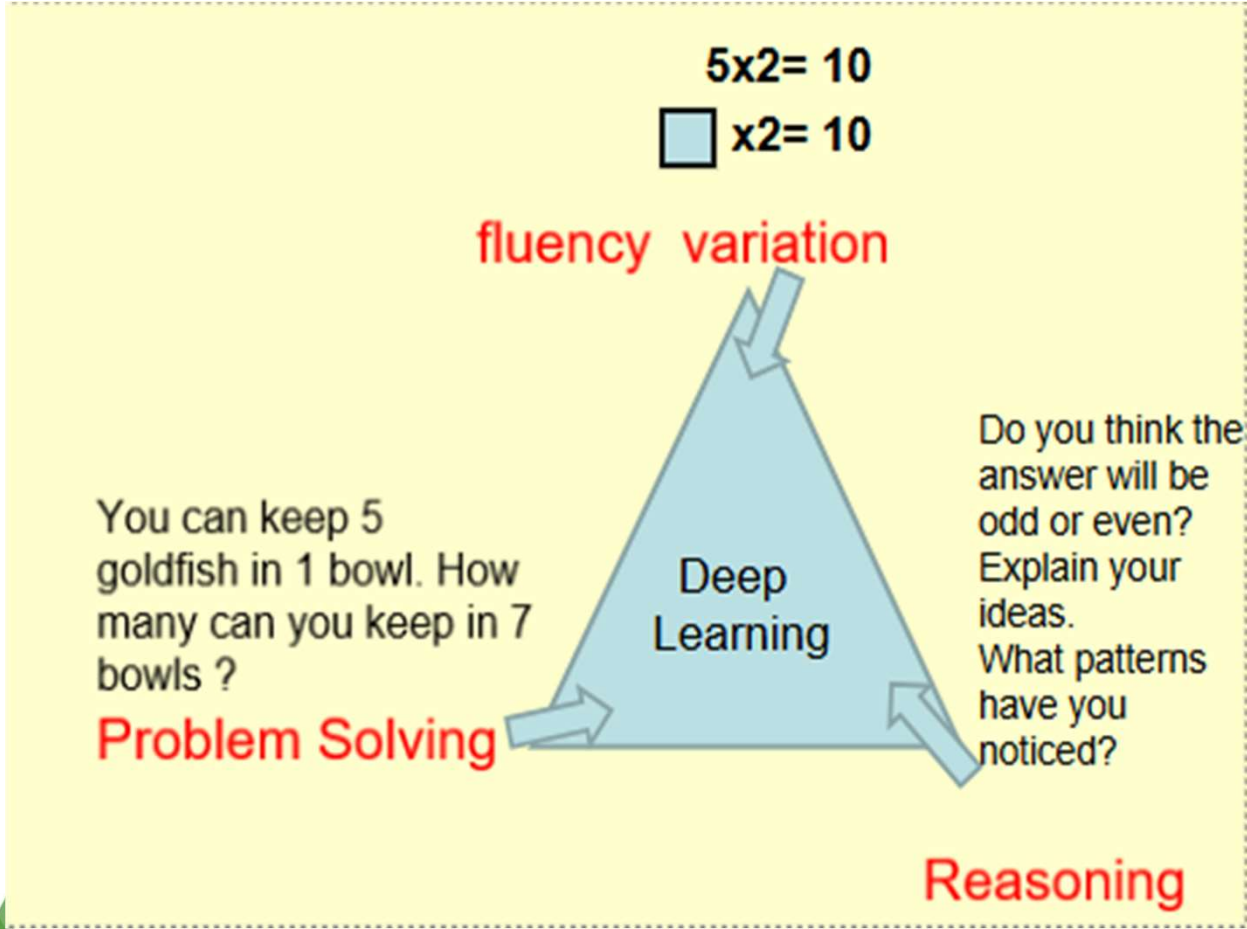 5x2= 10
x2= 10
fluency variation
You can keep 5
goldfish in 1 bowl. How
many can you keep in 7
bowls ?
Problem Solving
Deep
Learning
Do you think the
answer will be
odd or even?
Explain your
ideas.
What patterns
have you
noticed?
Reasoning